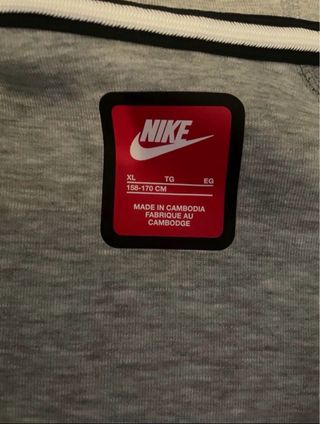 NIKE
XL TG EG
158-170 CM
MADE IN CAMBODIA
FABRIQUE AU
CAMBODGE